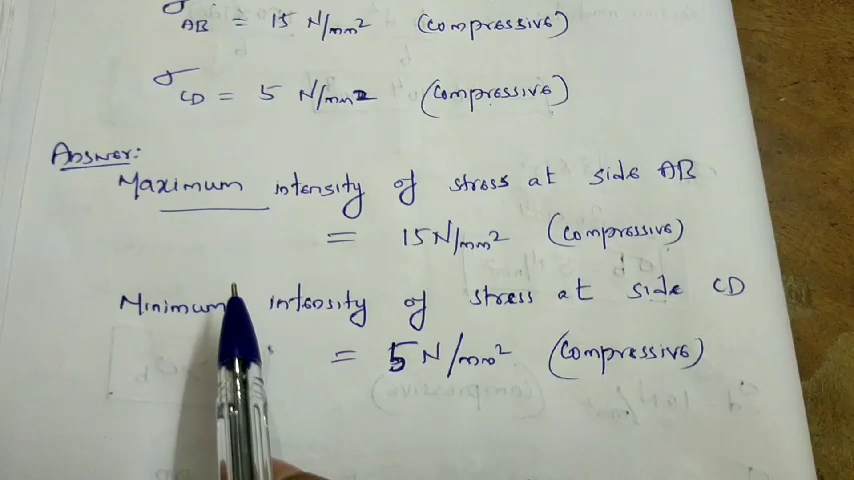 σAB = 15 N/mm² (compressive)
σCD = 5 N/mm² (compressive)
Answer:
Maximum intensity of stress at side AB
= 15 N/mm² (compressive)
Minimum intensity of stress at side CD
= 5 N/mm² (compressive)